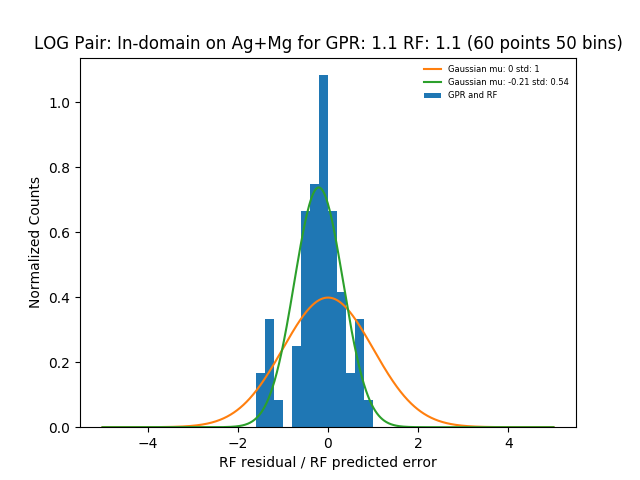 LOG Pair: In-domain on Ag+Mg for GPR: 1.1 RF: 1.1 (60 points 50 bins)
Gaussian mu: 0 std: 1
Gaussian mu: -0.21 std: 0.54
GPR and RF
Normalized Counts
1.0
0.8
0.6
0.4
0.2
0.0
−4 −2 0 2 4
RF residual / RF predicted error